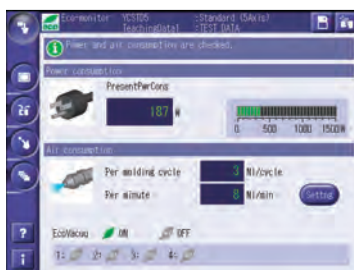 eco Ecomonitor YCSTD5 :Standard (5Axis)
TeachingData1 :TEST DATA
Power and air consumption are checked.
Power consumption
PresentPwrCons
187 W
0 500 1000 1500W
Air consumption
Per molding cycle 3 Nl/cycle
Per minute 8 Nl/min Setting
EcoVacuu ON OFF
1: 2: 3: 4:
?
i